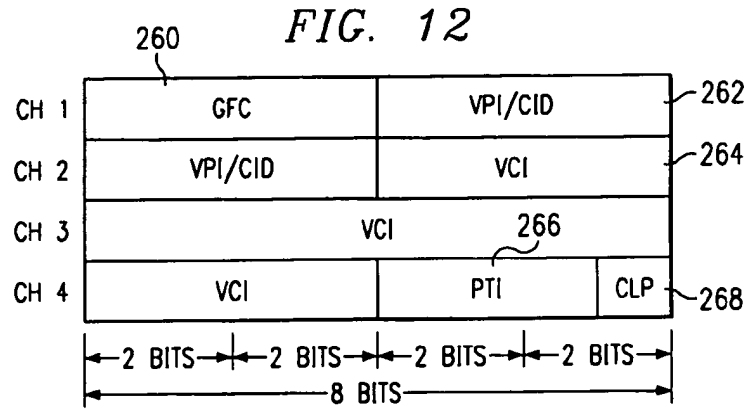 FIG. 12
260
CH 1 GFC VPI/CID 262
CH 2 VPI/CID VCI 264
CH 3 VCI 266
CH 4 VCI PTI CLP 268
2 BITS 2 BITS 2 BITS 2 BITS
8 BITS